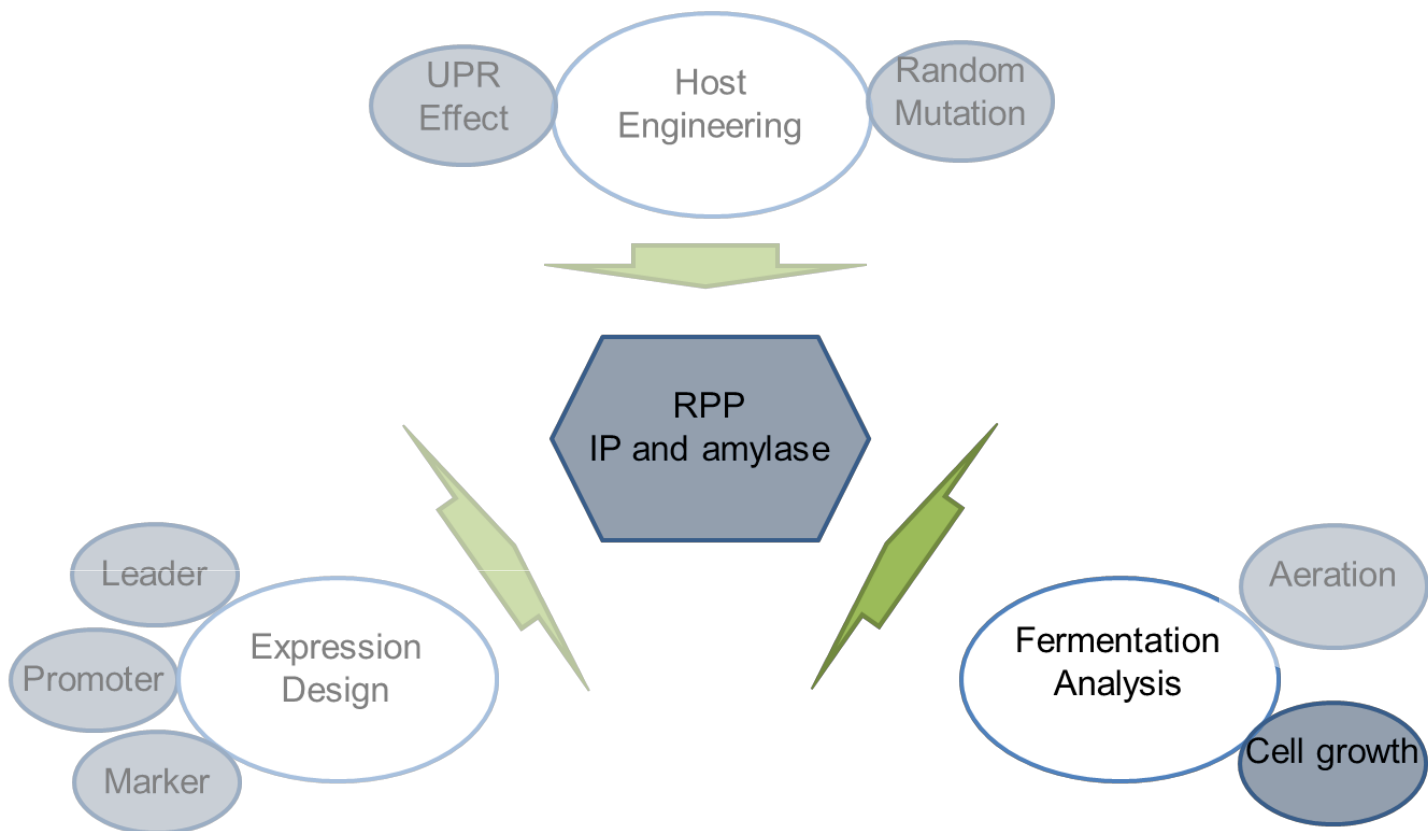 UPR
Effect
Host
Engineering
Random
Mutation
RPP
IP and amylase
Leader
Promoter
Marker
Expression
Design
Fermentation
Analysis
Aeration
Cell growth